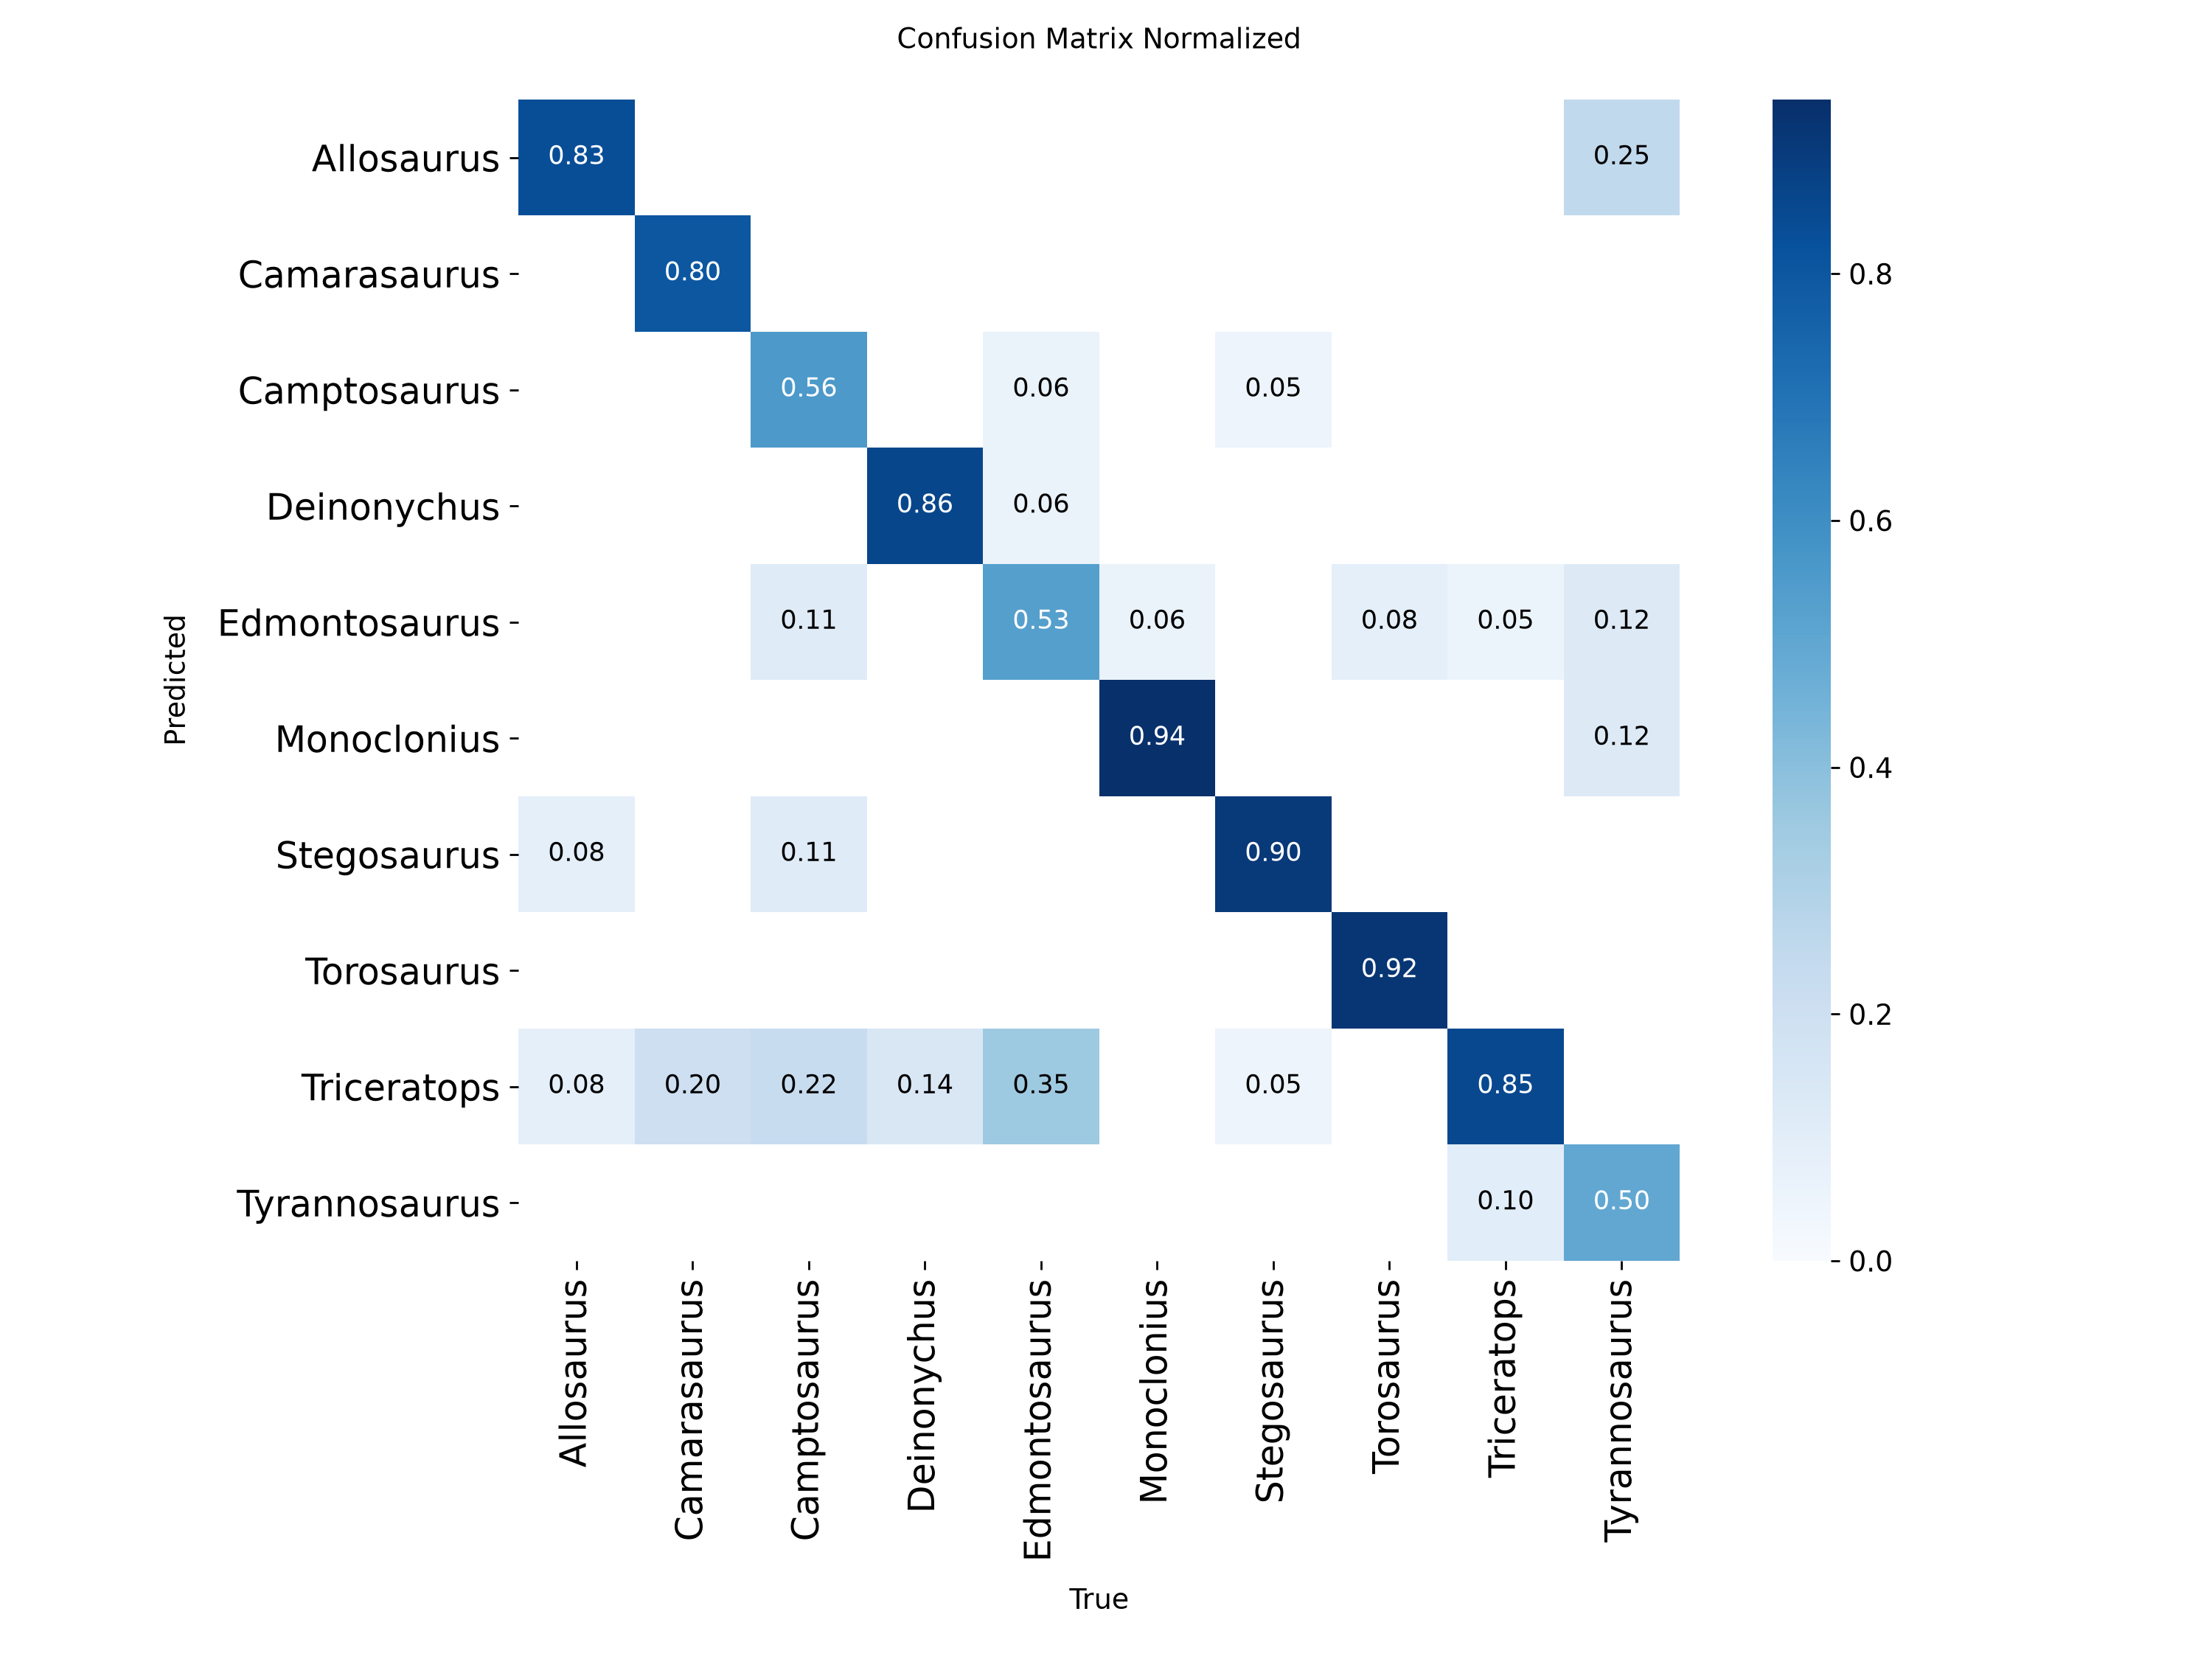 Confusion Matrix Normalized
Allosaurus 0.83 0.25
Camarasaurus 0.80 0.8
Camptosaurus 0.56 0.06 0.05
Deinonychus 0.86 0.06 0.6
Edmontosaurus 0.11 0.53 0.06 0.08 0.05 0.12
Predicted
Monoclonius 0.94 0.12 0.4
Stegosaurus 0.08 0.11 0.90
Torosaurus 0.92 0.2
Triceratops 0.08 0.20 0.22 0.14 0.35 0.05 0.85
Tyrannosaurus 0.10 0.50 0.0
Allosaurus Camarasaurus Camptosaurus Deinonychus Edmontosaurus Monoclonius Stegosaurus Torosaurus Triceratops Tyrannosaurus
True